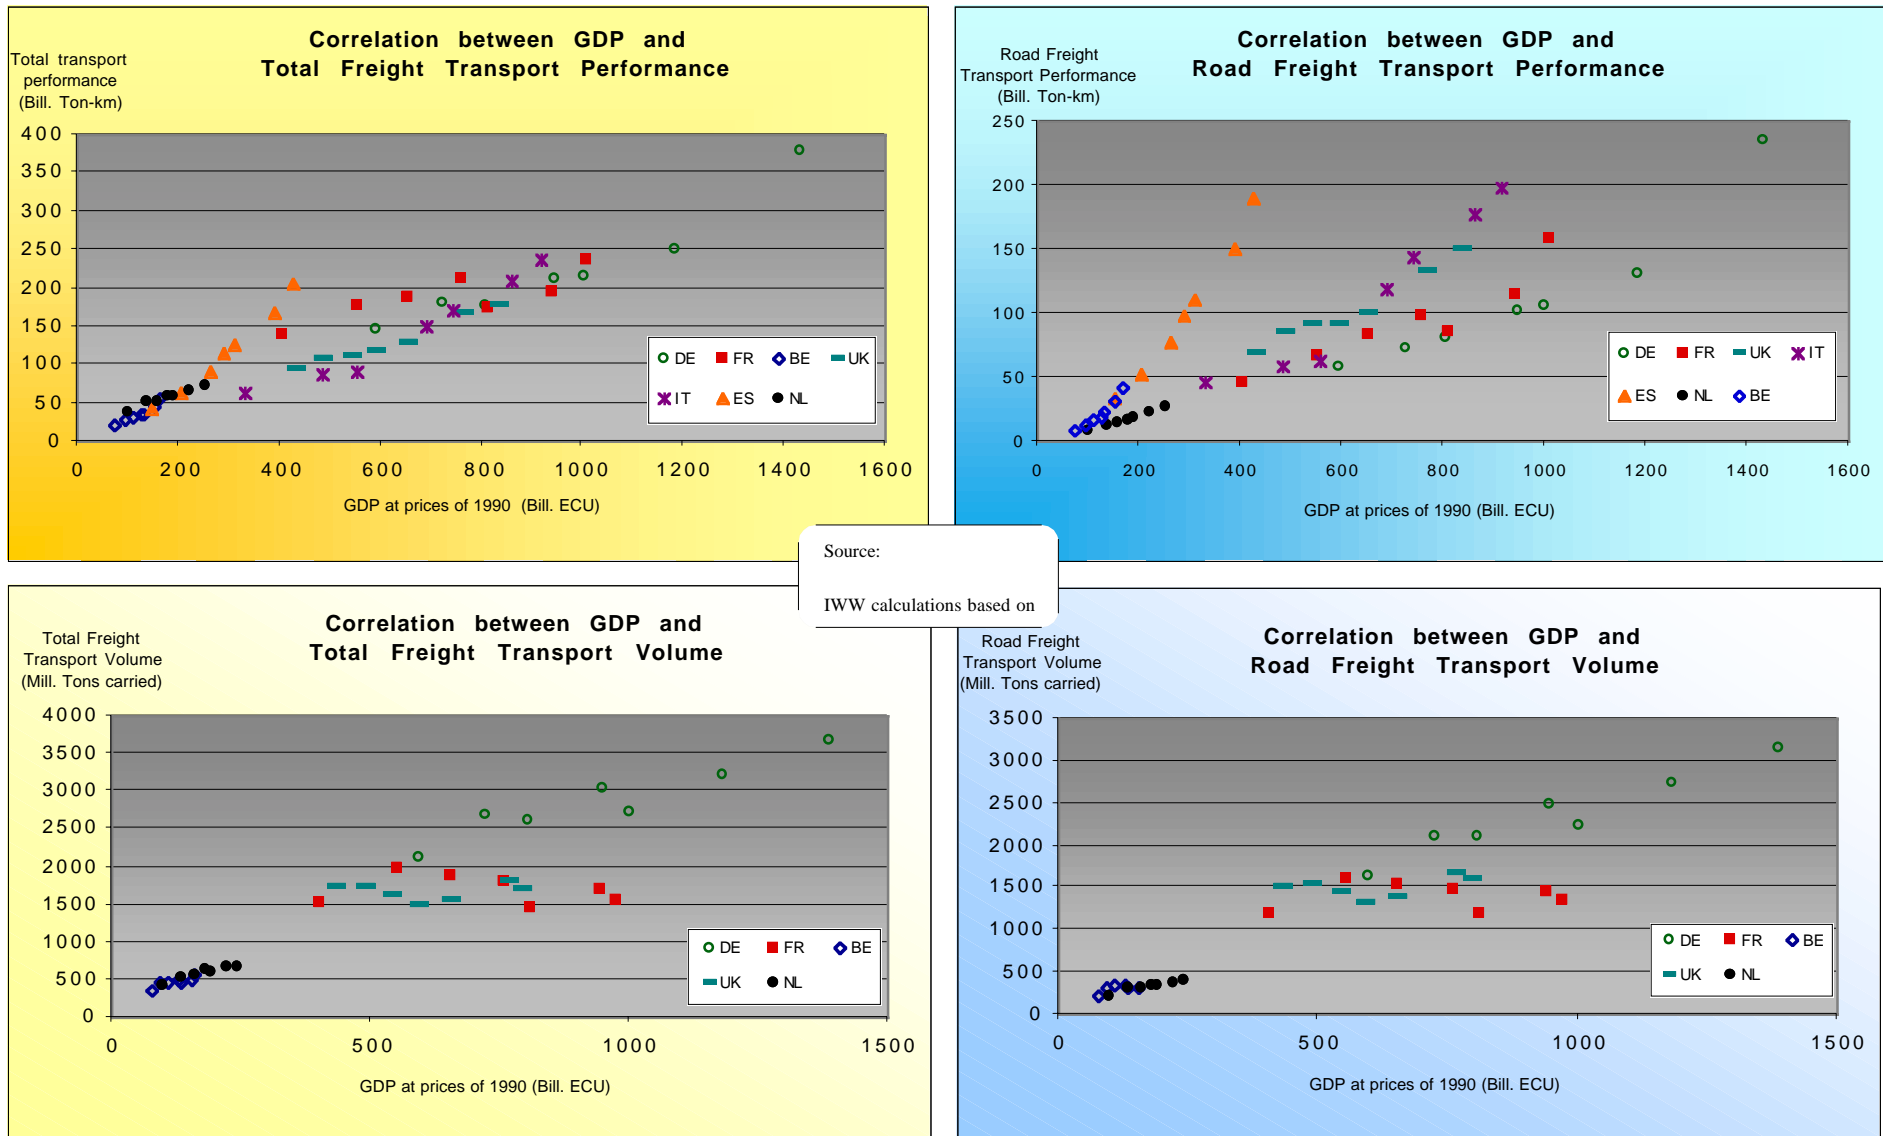 Correlation between GDP and
Total Freight Transport Performance
Total transport
performance
(Bill. Ton-km)
400
350
300
250
200
150
100
50
0
0 200 400 600 800 1000 1200 1400 1600
DE FR BE UK
IT ES NL
GDP at prices of 1990 (Bill. ECU)
Correlation between GDP and
Road Freight Transport Performance
Road Freight
Transport Performance
(Bill. Ton-km)
250
200
150
100
50
0
0 200 400 600 800 1000 1200 1400 1600
DE FR UK IT
ES NL BE
GDP at prices of 1990 (Bill. ECU)
Source:
IWW calculations based on
Correlation between GDP and
Total Freight Transport Volume
Total Freight
Transport Volume
(Mill. Tons carried)
4000
3500
3000
2500
2000
1500
1000
500
0
0 500 1000 1500
DE FR BE
UK NL
GDP at prices of 1990 (Bill. ECU)
Correlation between GDP and
Road Freight Transport Volume
Road Freight
Transport Volume
(Mill. Tons carried)
3500
3000
2500
2000
1500
1000
500
0
0 500 1000 1500
DE FR BE
UK NL
GDP at prices of 1990 (Bill. ECU)